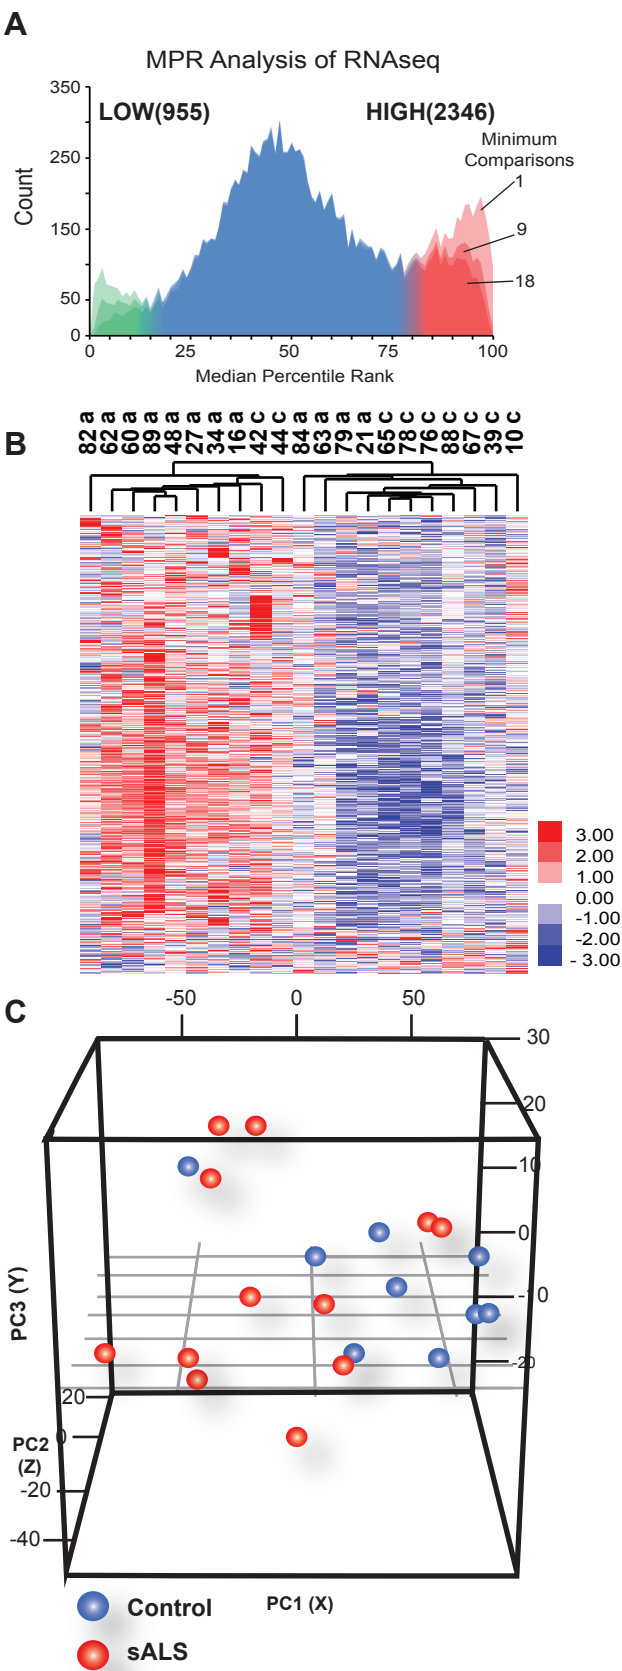 A
MPR Analysis of RNAseq
350
LOW(955)
HIGH(2346)
Minimum
Comparisons
250
1
Count
9
150
18
50
0
0
25
50
75
100
Median Percentile Rank
B
82 a
62 a
60 a
89 a
48 a
27 a
34 a
16 a
42 c
44 c
84 a
63 a
79 a
21 a
65 c
78 c
76 c
88 c
67 c
39 c
10 c
3.00
2.00
1.00
0.00
-1.00
-2.00
- 3.00
C
-50
0
50
30
20
10
0
-10
-20
PC3 (Y)
20
0
PC2
(Z)
-20
-40
PC1 (X)
Control
sALS